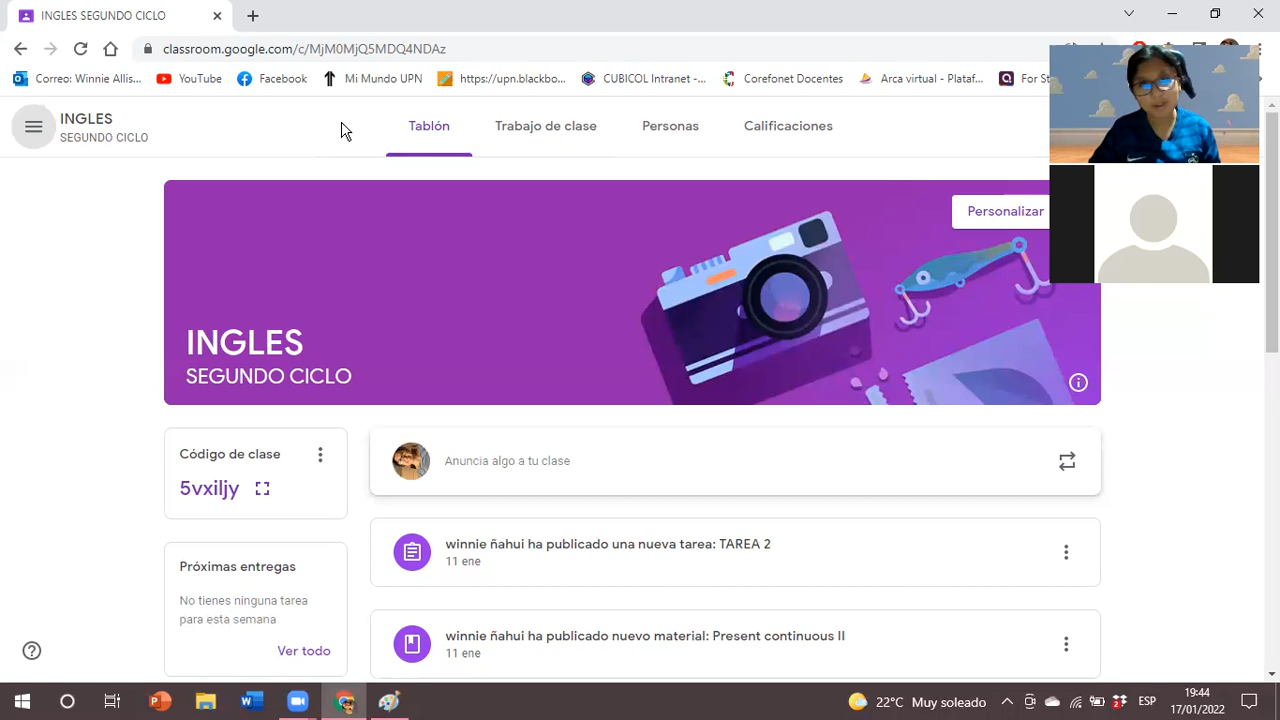 INGLES SEGUNDO CICLO
classroom.google.com/c/MjM0MjQ5MDQ4NDAz
Correo: Winnie Allis...
YouTube
Facebook
Mi Mundo UPN
https://upn.blackbo...
CUBICOL Intranet -...
Corefonet Docentes
Arca virtual - Plataf...
For St
INGLES
SEGUNDO CICLO
Tablón
Trabajo de clase
Personas
Calificaciones
Personalizar
INGLES
SEGUNDO CICLO
Código de clase
5vxiljy
Anuncia algo a tu clase
winnie ñahui ha publicado una nueva tarea: TAREA 2
11 ene
Próximas entregas
No tienes ninguna tarea
para esta semana
Ver todo
winnie ñahui ha publicado nuevo material: Present continuous II
11 ene
22°C Muy soleado
ESP
19:44
17/01/2022